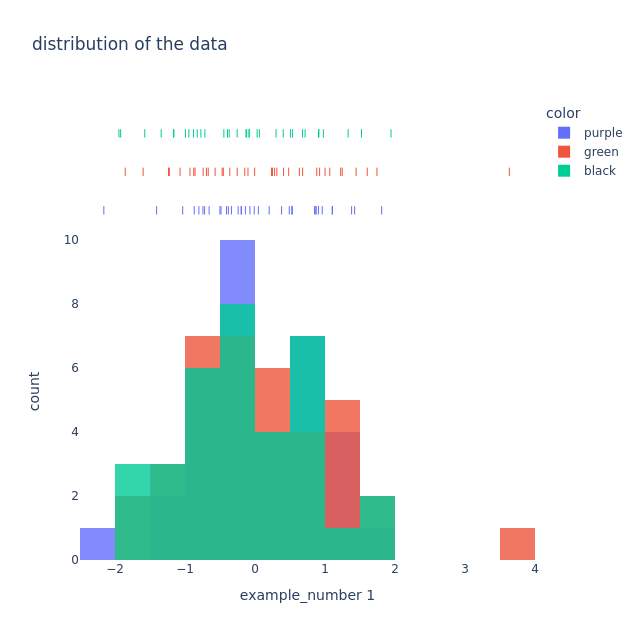 distribution of the data
color
purple
green
black
10
8
6
4
2
0
count
−2 −1 0 1 2 3 4
example_number 1